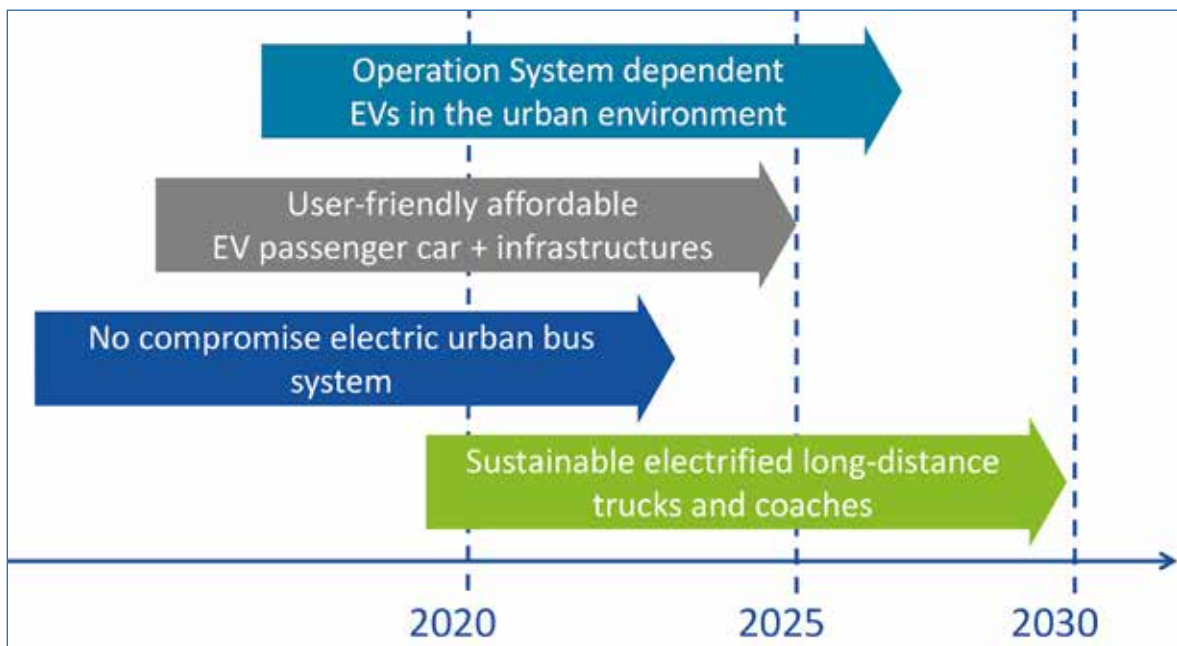 Operation System dependent
EVs in the urban environment
User-friendly affordable
EV passenger car + infrastructures
No compromise electric urban bus
system
Sustainable electrified long-distance
trucks and coaches
2020
2025
2030